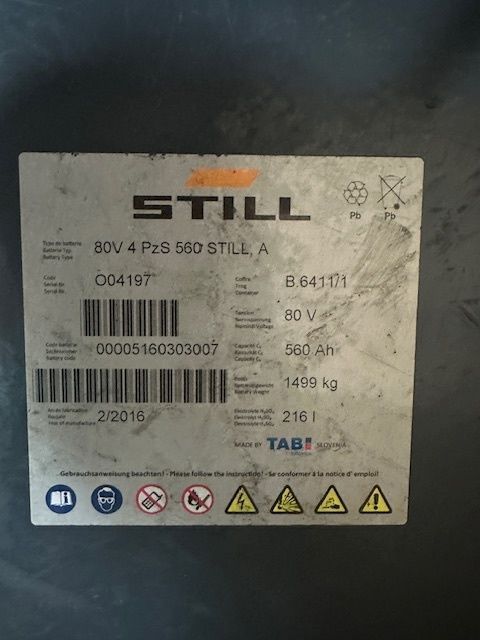 STILL
Pb Pb
Type de batterie
Batterie Typ
Battery Type
80V 4 PzS 560 STILL, A
Code
Serial Nr.
Serial Nr.
O04197
Coffre
Trog
Container
B.6411/1
Tension
Nennspannung
Nominal Voltage
80 V
Code batterie
Sachnummer
Battery code
00005160303007
Capacité C₅
Kapazität C₅
Capacity C₅
560 Ah
Poids
Batteriegewicht
Battery Weight
1499 kg
An de fabrication
Baujahr
Year of manufacture
2/2016
Electrolyte H₂SO₄
Elektrolyt H₂SO₄
Electrolyte H₂SO₄
216 l
MADE BY TAB SLOVENIJA
Gebrauchsanweisung beachten! - Please follow the instruction! - Se conformer à la notice d' emploi!